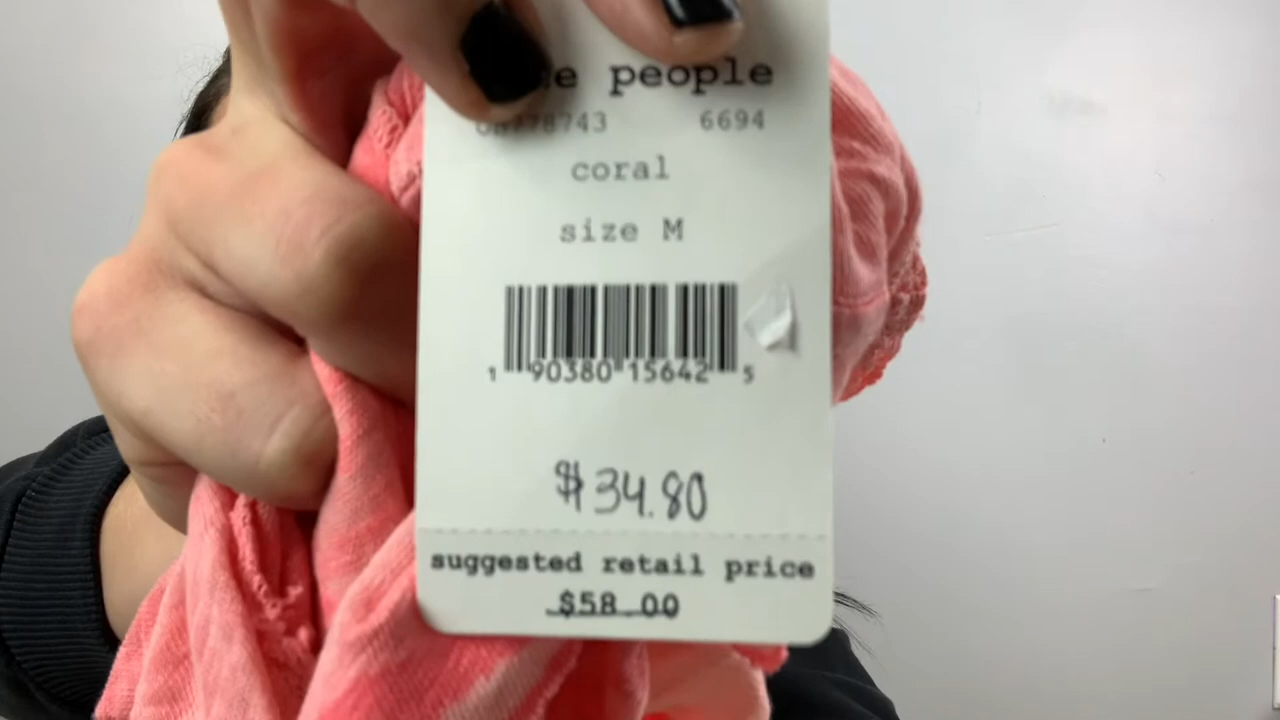 people
6694
coral
size M
1 90380 15642 5
$34.80
suggested retail price
$58.00